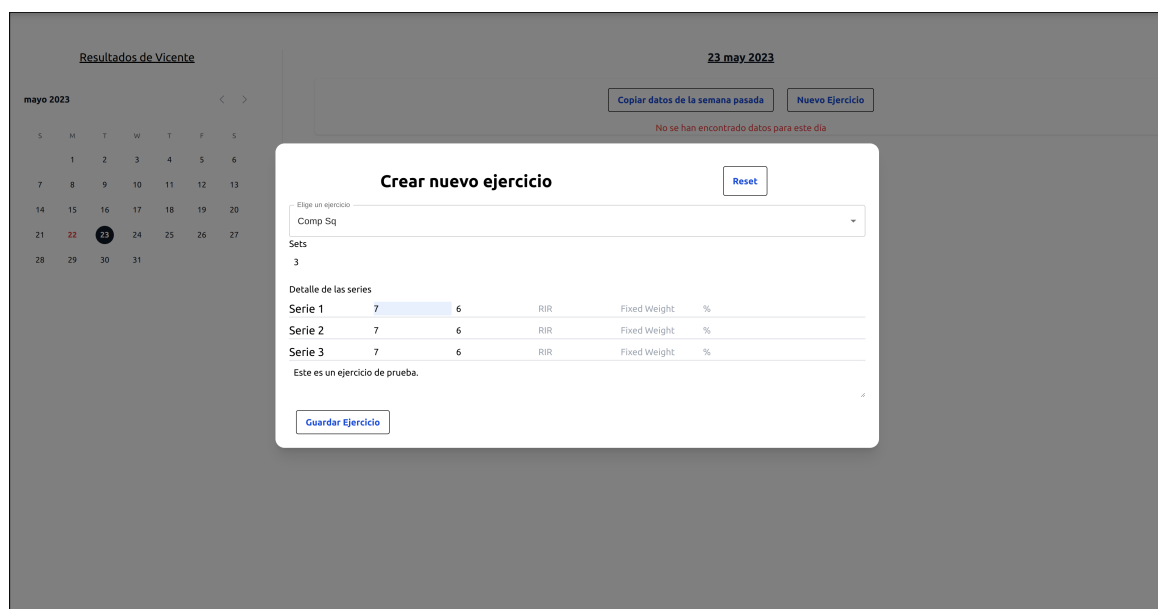 Resultados de Vicente
23 may 2023
mayo 2023
Copiar datos de la semana pasada
Nuevo Ejercicio
No se han encontrado datos para este día
S M T W T F S
1 2 3 4 5 6
7 8 9 10 11 12 13
14 15 16 17 18 19 20
21 22 23 24 25 26 27
28 29 30 31
Crear nuevo ejercicio
Reset
Elige un ejercicio
Comp Sq
Sets
3
Detalle de las series
Serie 1 7 6 RIR Fixed Weight %
Serie 2 7 6 RIR Fixed Weight %
Serie 3 7 6 RIR Fixed Weight %
Este es un ejercicio de prueba.
Guardar Ejercicio